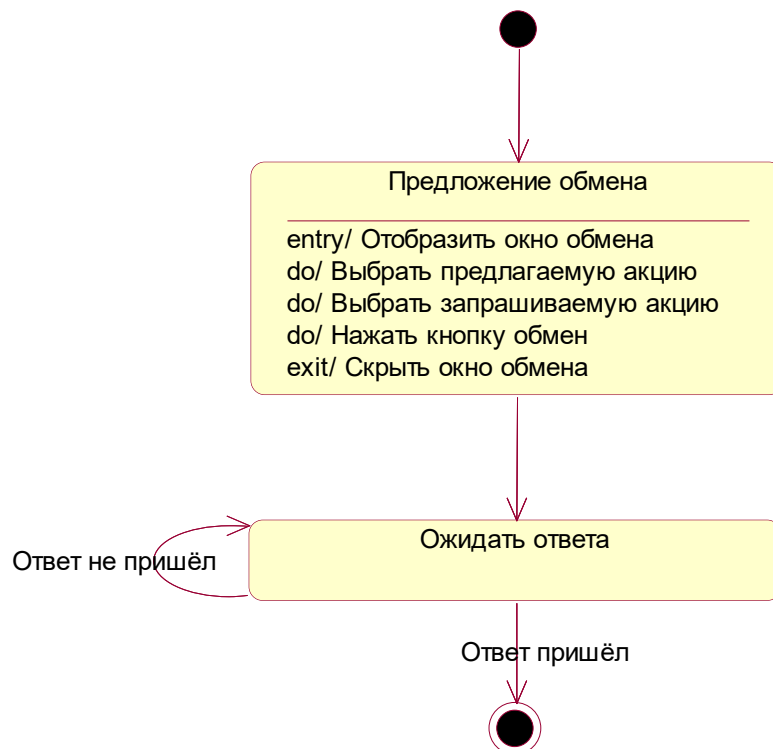 Предложение обмена
entry/ Отобразить окно обмена
do/ Выбрать предлагаемую акцию
do/ Выбрать запрашиваемую акцию
do/ Нажать кнопку обмен
exit/ Скрыть окно обмена
Ожидать ответа
Ответ не пришёл
Ответ пришёл